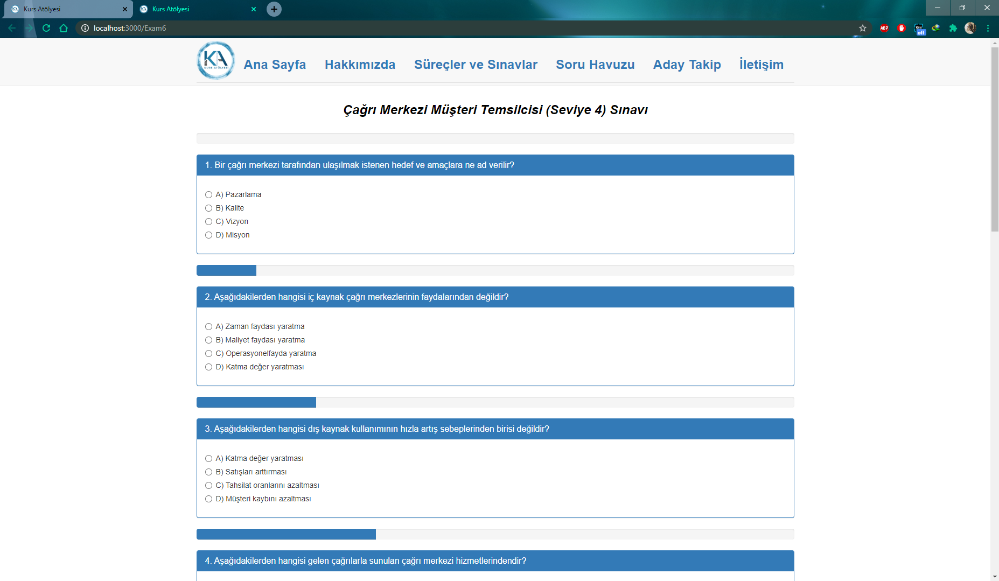 Kurs Atölyesi
Kurs Atölyesi
localhost:3000/Exam6
ABP
off
KA
KURS ATÖLYESİ
Ana Sayfa Hakkımızda Süreçler ve Sınavlar Soru Havuzu Aday Takip İletişim
Çağrı Merkezi Müşteri Temsilcisi (Seviye 4) Sınavı
1. Bir çağrı merkezi tarafından ulaşılmak istenen hedef ve amaçlara ne ad verilir?
A) Pazarlama
B) Kalite
C) Vizyon
D) Misyon
2. Aşağıdakilerden hangisi iç kaynak çağrı merkezlerinin faydalarından değildir?
A) Zaman faydası yaratma
B) Maliyet faydası yaratma
C) Operasyonelfayda yaratma
D) Katma değer yaratması
3. Aşağıdakilerden hangisi dış kaynak kullanımının hızla artış sebeplerinden birisi değildir?
A) Katma değer yaratması
B) Satışları arttırması
C) Tahsilat oranlarını azaltması
D) Müşteri kaybını azaltması
4. Aşağıdakilerden hangisi gelen çağrılarla sunulan çağrı merkezi hizmetlerindendir?